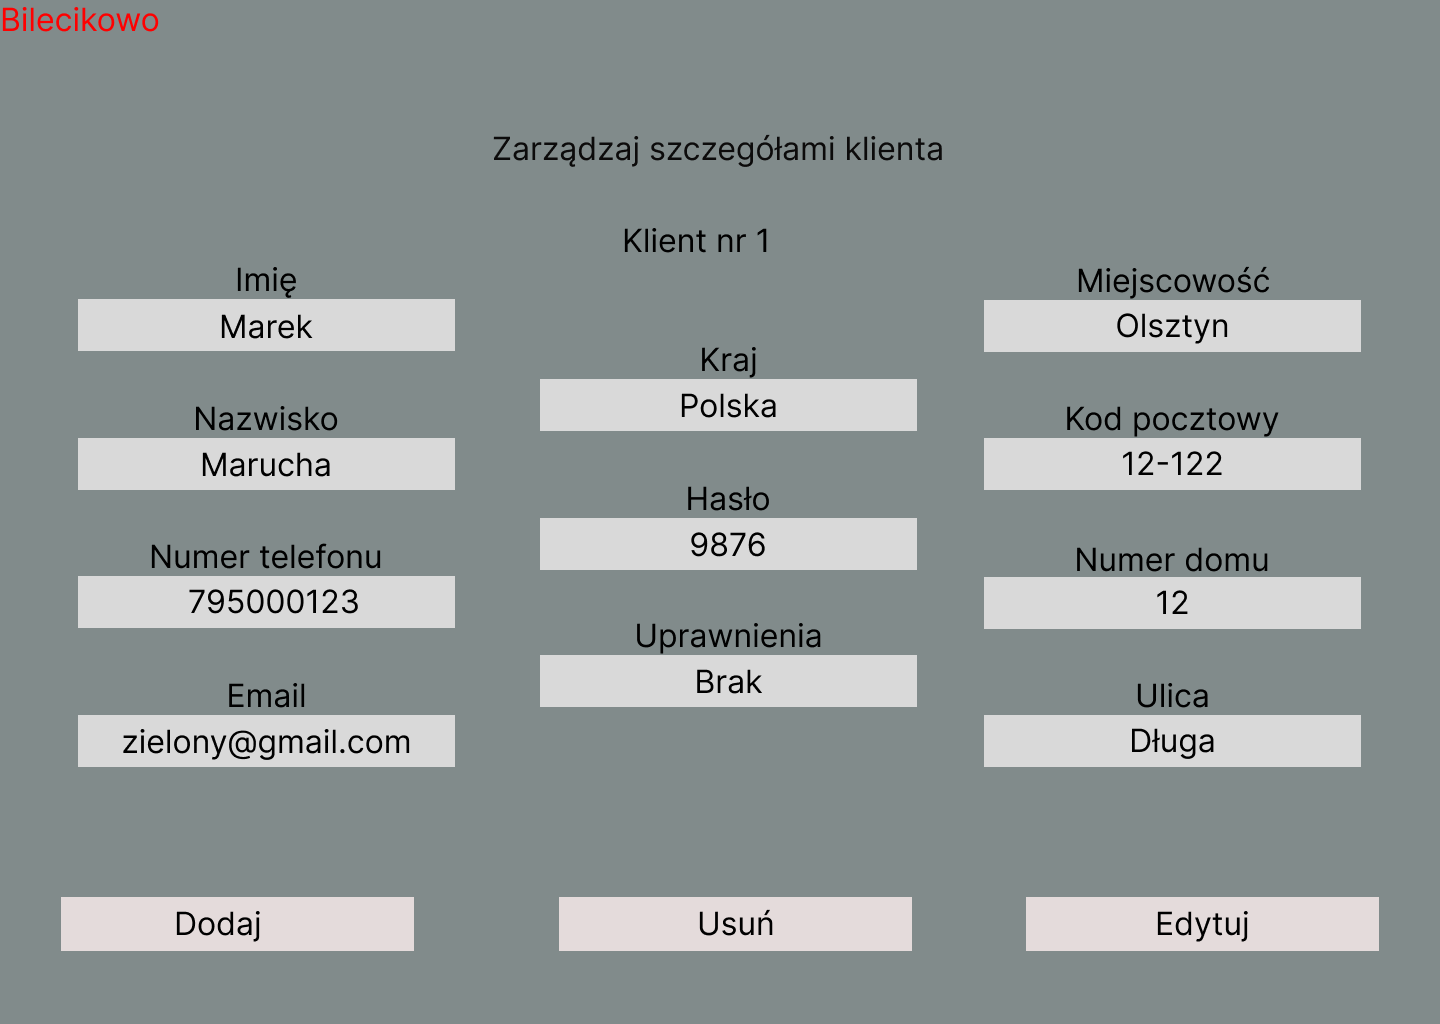 Bilecikowo
Zarządzaj szczegółami klienta
Klient nr 1
Imię
Marek
Nazwisko
Marucha
Numer telefonu
795000123
Email
zielony@gmail.com
Kraj
Polska
Hasło
9876
Uprawnienia
Brak
Miejscowość
Olsztyn
Kod pocztowy
12-122
Numer domu
12
Ulica
Długa
Dodaj
Usuń
Edytuj